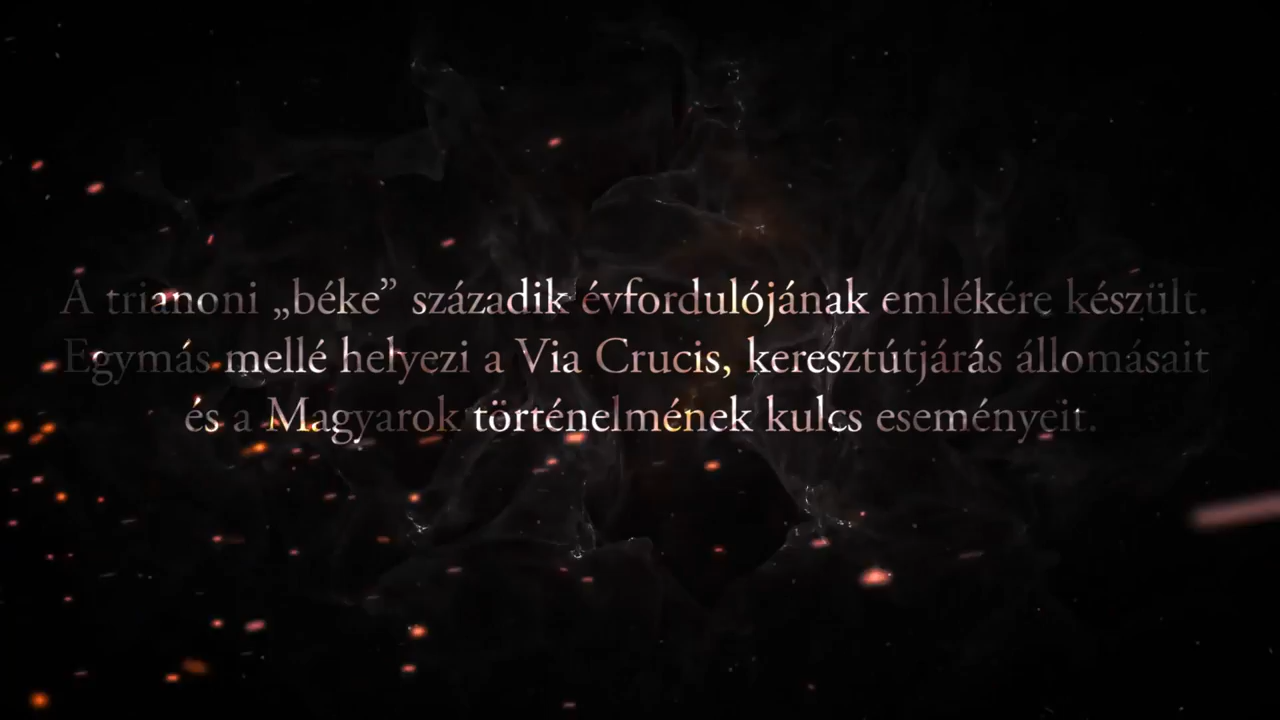 A trianoni „béke” századik évfordulójának emlékére készült.
Egymás mellé helyezi a Via Crucis, keresztútjárás állomásait
és a Magyarok történelmének kulcs eseményeit.